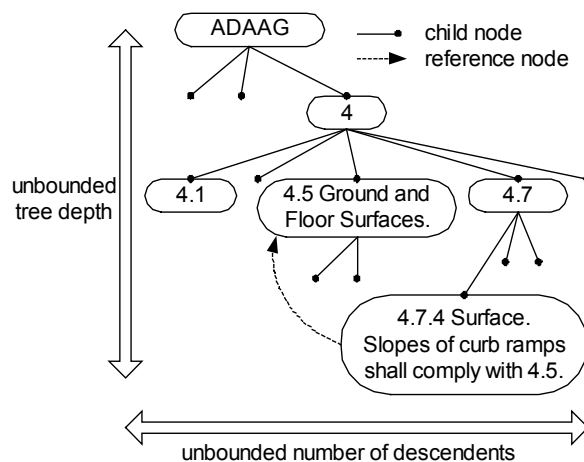 ADAAG
child node
reference node
4
unbounded
tree depth
4.1
4.5 Ground and
Floor Surfaces.
4.7
4.7.4 Surface.
Slopes of curb ramps
shall comply with 4.5.
unbounded number of descendents